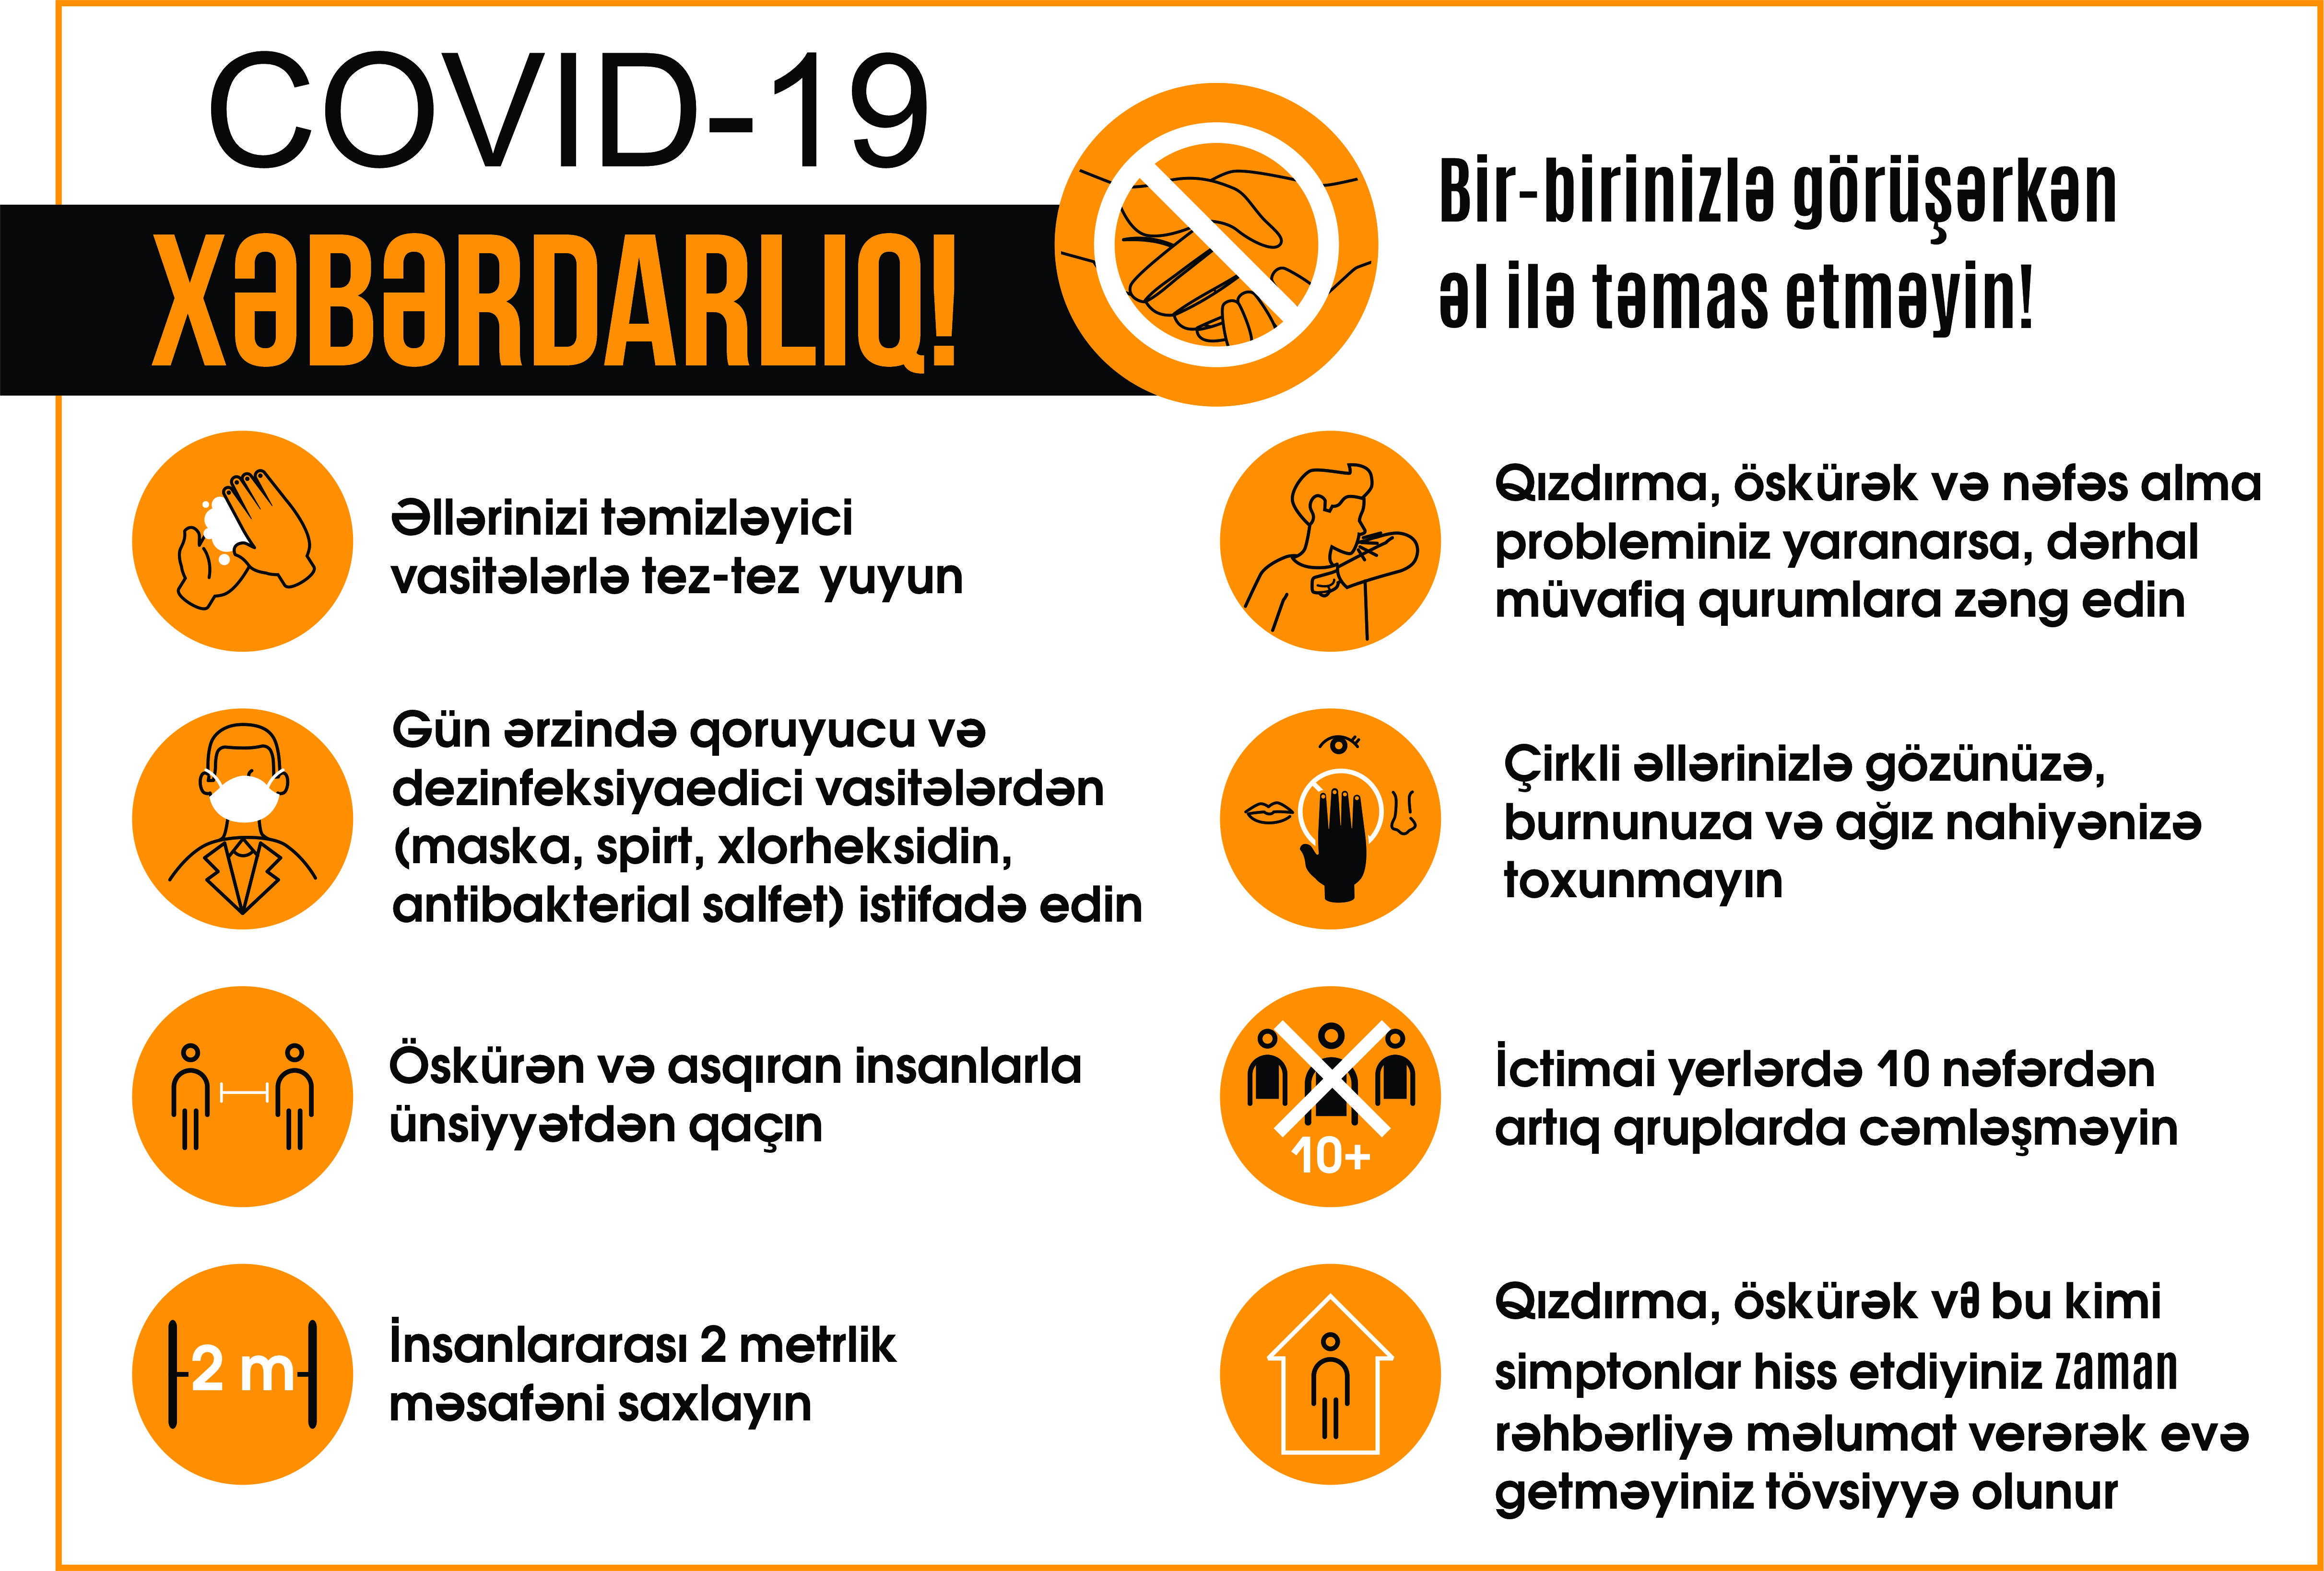 COVID-19
XƏBƏRDARLIQ!
Bir-birinizlə görüşərkən
əl ilə təmas etməyin!
Əllərinizi təmizləyici
vasitələrlə tez-tez yuyun
Qızdırma, öskürək və nəfəs alma
probleminiz yaranarsa, dərhal
müvafiq qurumlara zəng edin
Gün ərzində qoruyucu və
dezinfeksiyaedici vasitələrdən
(maska, spirt, xlorheksidin,
antibakterial salfet) istifadə edin
Çirkli əllərinizlə gözünüzə,
burnunuza və ağız nahiyənizə
toxunmayın
Öskürən və asqıran insanlarla
ünsiyyətdən qaçın
10+
İctimai yerlərdə 10 nəfərdən
artıq qruplarda cəmləşməyin
2 m
İnsanlararası 2 metrlik
məsafəni saxlayın
Qızdırma, öskürək və bu kimi
simptonlar hiss etdiyiniz zaman
rəhbərliyə məlumat verərək evə
getməyiniz tövsiyyə olunur